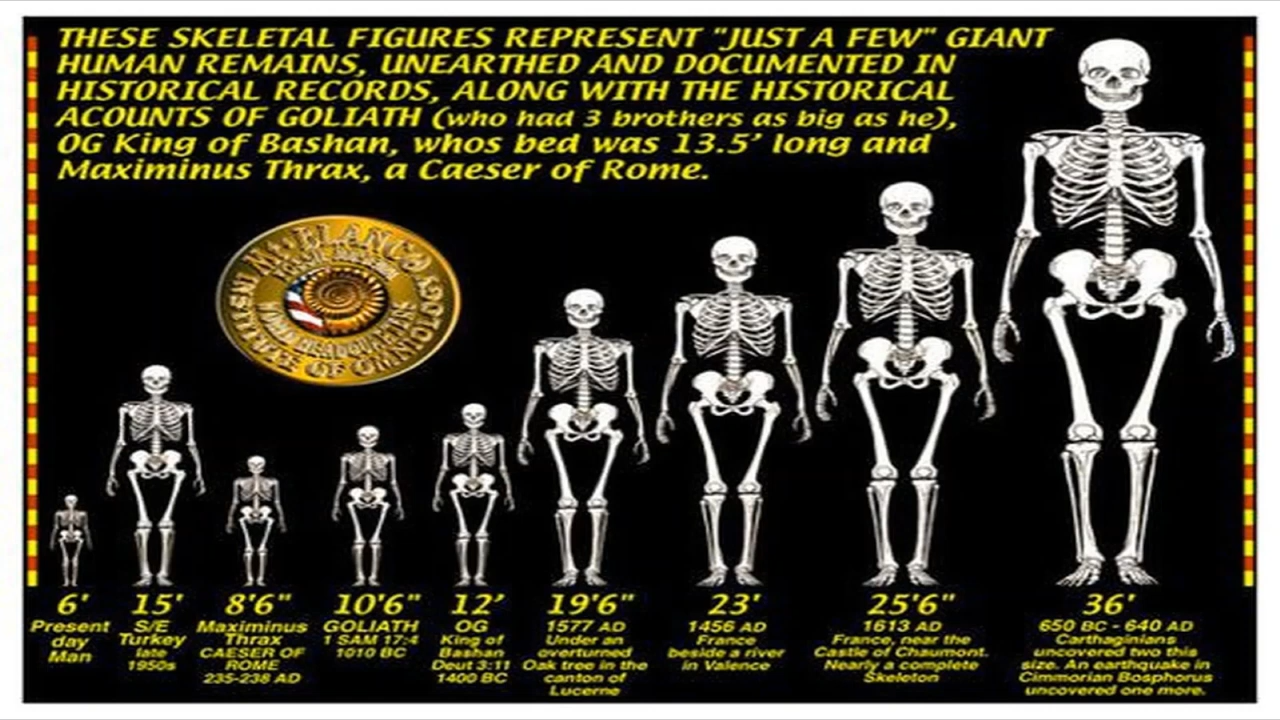 THESE SKELETAL FIGURES REPRESENT "JUST A FEW" GIANT
HUMAN REMAINS, UNEARTHED AND DOCUMENTED IN
HISTORICAL RECORDS, ALONG WITH THE HISTORICAL
ACOUNTS OF GOLIATH (who had 3 brothers as big as he),
OG King of Bashan, whos bed was 13.5' long and
Maximinus Thrax, a Caeser of Rome.
Mt. BLANCO
INSTITUTE OF OMNIOLOGY
WORLD HEADQUARTERS
6'
Present
day
Man
15'
S/E
Turkey
late
1950s
8'6"
Maximinus
Thrax
CAESER OF
ROME
235-238 AD
10'6"
GOLIATH
1 SAM 17:4
1010 BC
12'
OG
King of
Bashan
Deut 3:11
1400 BC
19'6"
1577 AD
Under an
overturned
Oak tree in the
canton of
Lucerne
23'
1456 AD
France
beside a river
in Valence
25'6"
1613 AD
France, near the
Castle of Chaumont.
Nearly a complete
Skeleton
36'
650 BC - 640 AD
Carthaginians
uncovered two this
size. An earthquake in
Cimmorian Bosphorus
uncovered one more.